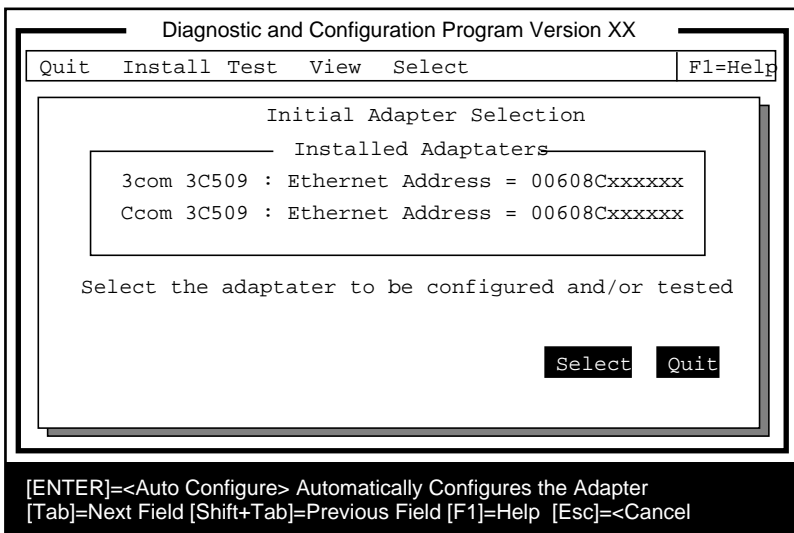 Diagnostic and Configuration Program Version XX
Quit Install Test View Select F1=Help
Initial Adapter Selection
Installed Adaptaters
3com 3C509 : Ethernet Address = 00608Cxxxxxx
Ccom 3C509 : Ethernet Address = 00608Cxxxxxx
Select the adaptater to be configured and/or tested
Select Quit
[ENTER]=<Auto Configure> Automatically Configures the Adapter
[Tab]=Next Field [Shift+Tab]=Previous Field [F1]=Help [Esc]=<Cancel